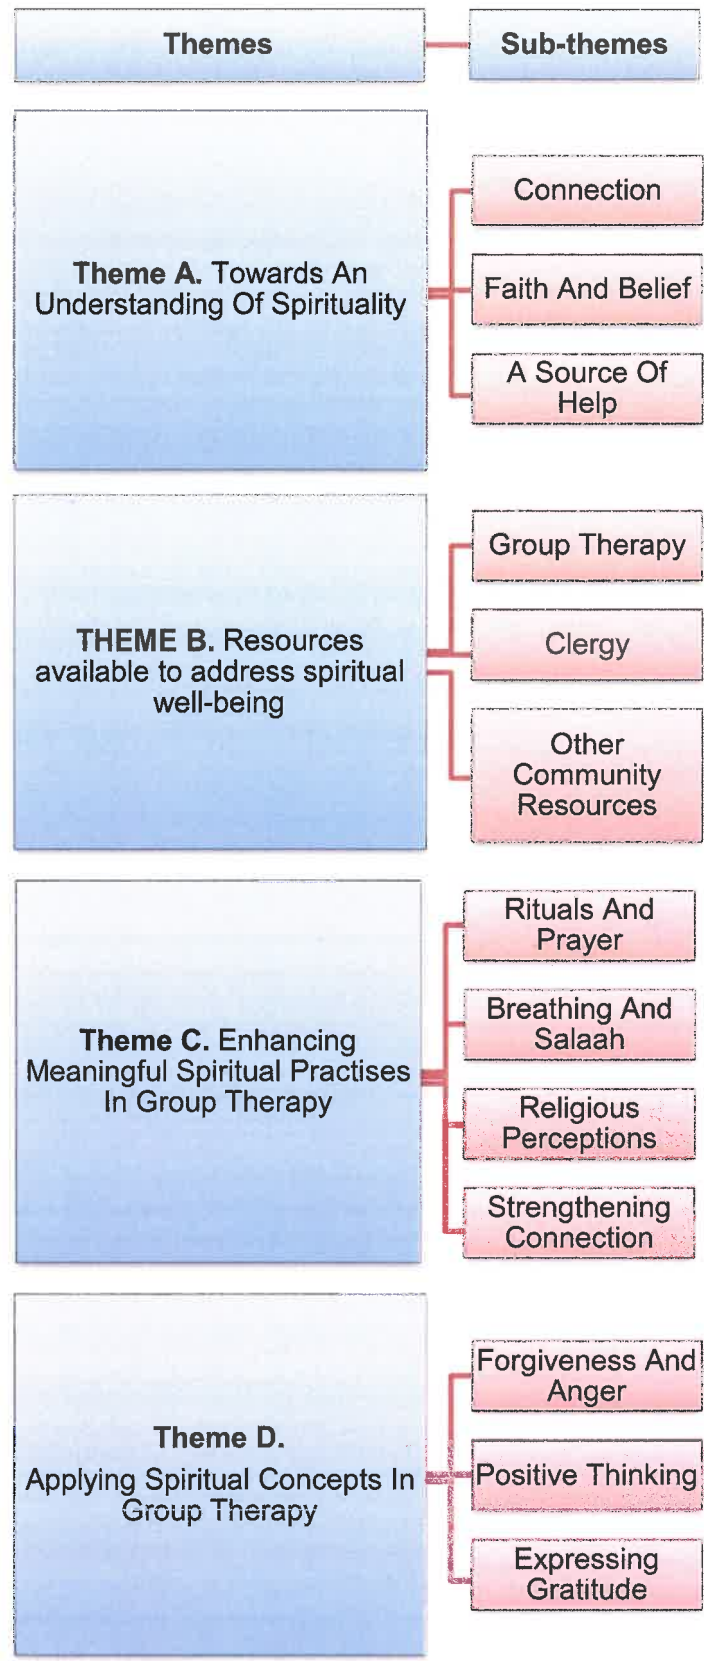 Themes
Sub-themes
Theme A. Towards An
Understanding Of Spirituality
Connection
Faith And Belief
A Source Of
Help
THEME B. Resources
available to address spiritual
well-being
Group Therapy
Clergy
Other
Community
Resources
Theme C. Enhancing
Meaningful Spiritual Practises
In Group Therapy
Rituals And
Prayer
Breathing And
Salaah
Religious
Perceptions
Strengthening
Connection
Theme D.
Applying Spiritual Concepts In
Group Therapy
Forgiveness And
Anger
Positive Thinking
Expressing
Gratitude